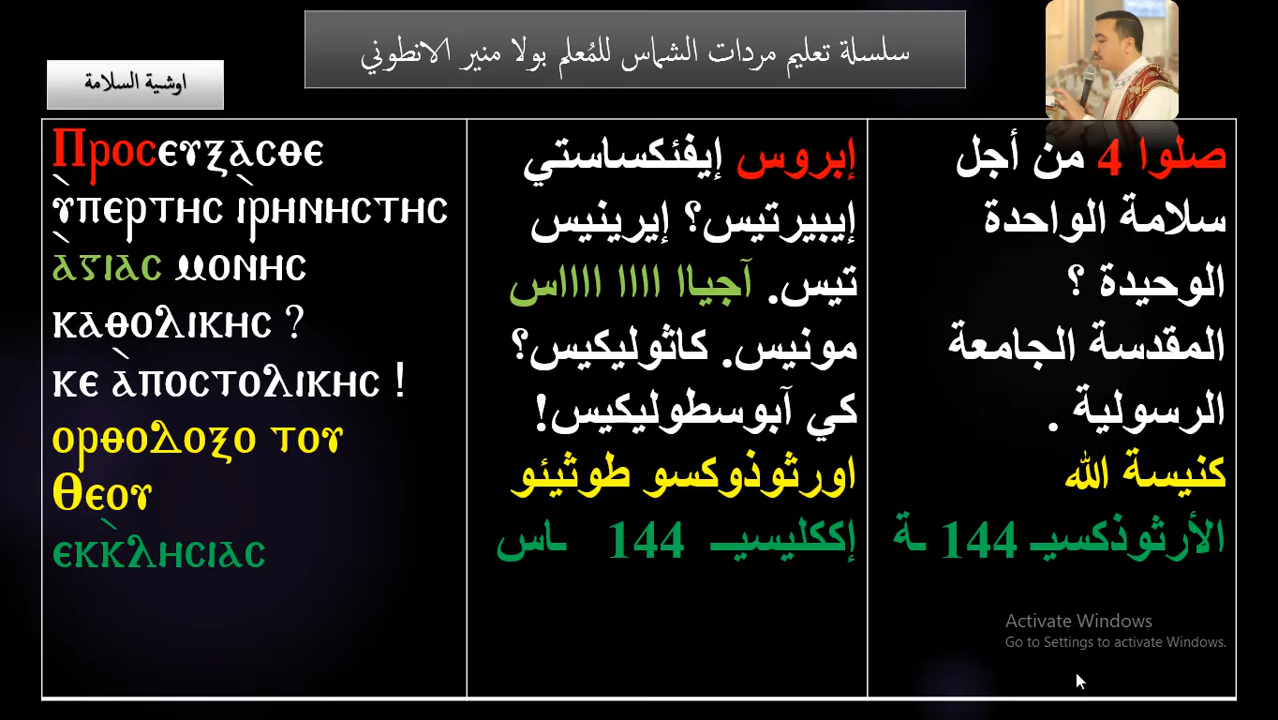 سلسلة تعليم مردات الشماس للمُعلم بولا منير الانطوني
اوشية السلامة
Ⲡⲣⲟⲥⲉⲩⲝⲁⲥⲑⲉ
ⲩ̀ⲡⲉⲣⲧⲏⲥ ⲓ̀ⲣⲏⲛⲏⲥⲧⲏⲥ
ⲁ̀ⲅⲓⲁⲥ ⲙⲟⲛⲏⲥ
ⲕⲁⲑⲟⲗⲓⲕⲏⲥ ?
ⲕⲉ ⲁ̀ⲡⲟⲥⲧⲟⲗⲓⲕⲏⲥ !
ⲟⲣⲑⲟⲇⲟⲝⲟ ⲧⲟⲩ
Ⲑⲉⲟⲩ
ⲉⲕⲕ̀ⲗⲏⲥⲓⲁⲥ
إبروس إيفئكساستي
إيبيرتيس؟ إيرينيس
تيس. آجياا اااا ااااس
مونيس. كاثوليكيس؟
كي آبوسطوليكيس!
اورثوذوكسو طوثيئو
إككليسيـ 144 ـاس
صلوا 4 من أجل
سلامة الواحدة
الوحيدة ؟
المقدسة الجامعة
الرسولية .
كنيسة الله
الأرثوذكسيـ 144 ـة
Activate Windows
Go to Settings to activate Windows.